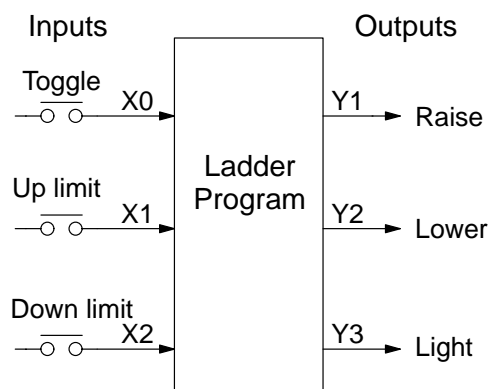 Inputs
Outputs
Toggle
X0
Y1
Raise
Ladder
Program
Up limit
X1
Y2
Lower
Down limit
X2
Y3
Light